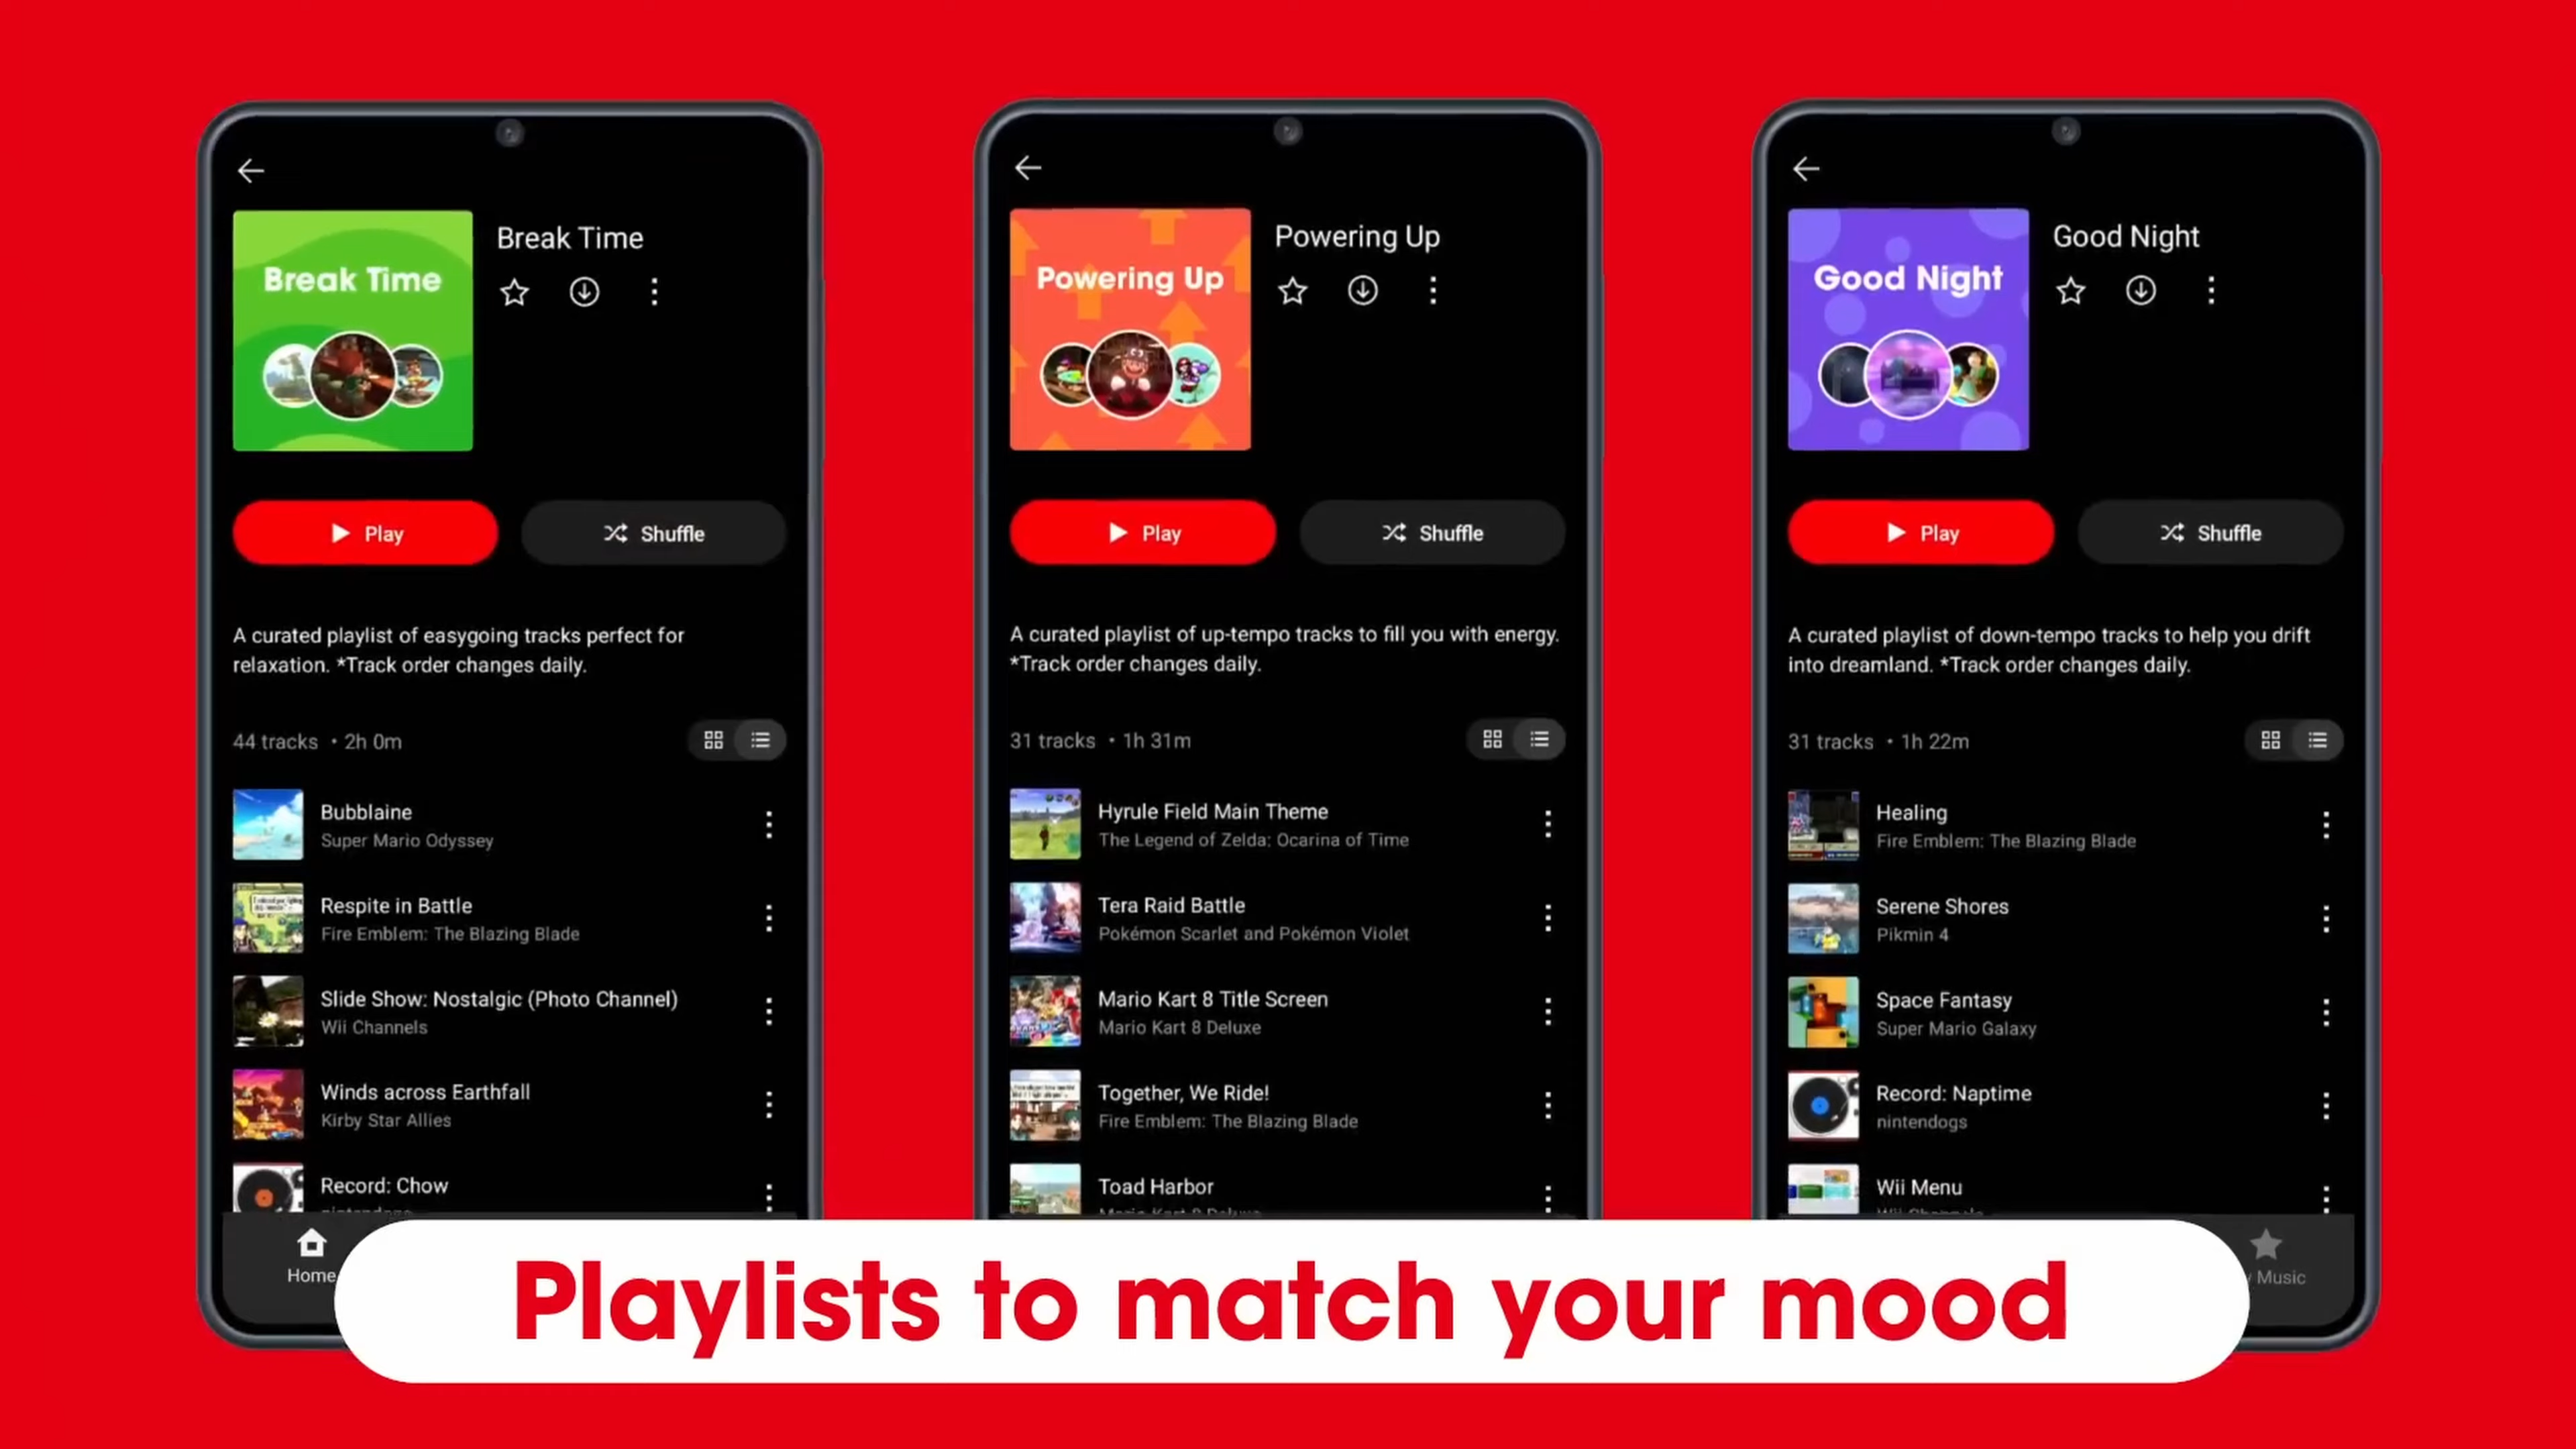 Break Time
Break Time
Play
Shuffle
A curated playlist of easygoing tracks perfect for
relaxation. *Track order changes daily.
44 tracks • 2h 0m
Bubblaine
Super Mario Odyssey
Respite in Battle
Fire Emblem: The Blazing Blade
Slide Show: Nostalgic (Photo Channel)
Wii Channels
Winds across Earthfall
Kirby Star Allies
Record: Chow
Home
Powering Up
Powering Up
Play
Shuffle
A curated playlist of up-tempo tracks to fill you with energy.
*Track order changes daily.
31 tracks • 1h 31m
Hyrule Field Main Theme
The Legend of Zelda: Ocarina of Time
Tera Raid Battle
Pokémon Scarlet and Pokémon Violet
Mario Kart 8 Title Screen
Mario Kart 8 Deluxe
Together, We Ride!
Fire Emblem: The Blazing Blade
Toad Harbor
Mario Kart 8 Deluxe
Good Night
Good Night
Play
Shuffle
A curated playlist of down-tempo tracks to help you drift
into dreamland. *Track order changes daily.
31 tracks • 1h 22m
Healing
Fire Emblem: The Blazing Blade
Serene Shores
Pikmin 4
Space Fantasy
Super Mario Galaxy
Record: Naptime
nintendogs
Wii Menu
Wii Channels
Music
Playlists to match your mood